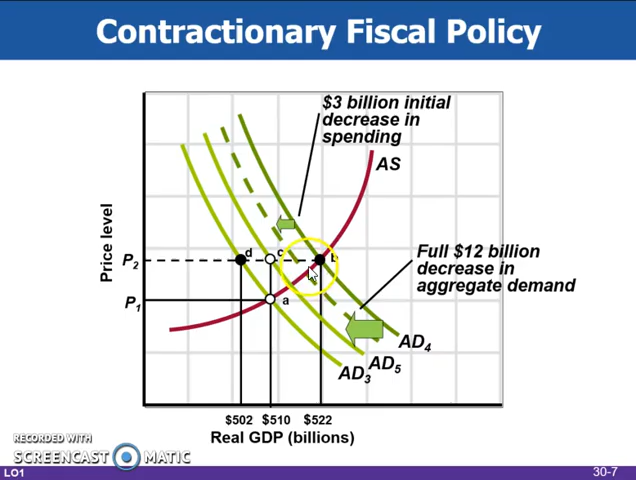 Contractionary Fiscal Policy
$3 billion initial
decrease in
spending
AS
Price level
P2
d
c
b
Full $12 billion
decrease in
aggregate demand
P1
a
AD4
AD5
AD3
$502 $510 $522
Real GDP (billions)
RECORDED WITH
SCREENCAST MATIC
LO1
30-7